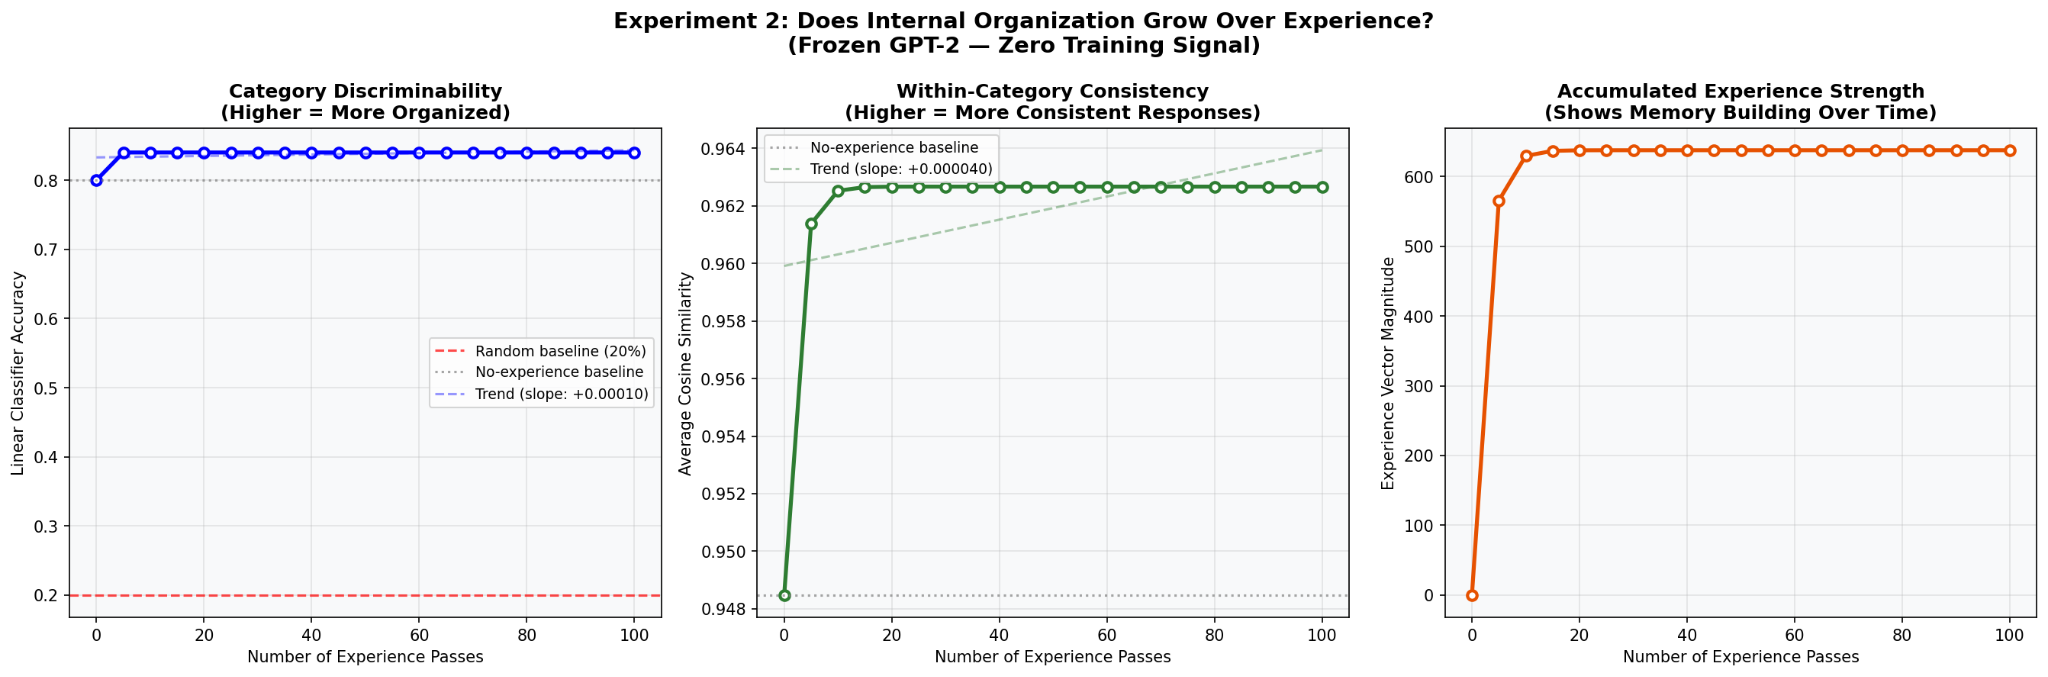 Experiment 2: Does Internal Organization Grow Over Experience?
(Frozen GPT-2 — Zero Training Signal)
Category Discriminability
(Higher = More Organized)
0.8
0.7
0.6
0.5
0.4
0.3
0.2
Linear Classifier Accuracy
Random baseline (20%)
No-experience baseline
Trend (slope: +0.00010)
0 20 40 60 80 100
Number of Experience Passes
Within-Category Consistency
(Higher = More Consistent Responses)
0.964
0.962
0.960
0.958
0.956
0.954
0.952
0.950
0.948
Average Cosine Similarity
No-experience baseline
Trend (slope: +0.000040)
0 20 40 60 80 100
Number of Experience Passes
Accumulated Experience Strength
(Shows Memory Building Over Time)
600
500
400
300
200
100
0
Experience Vector Magnitude
0 20 40 60 80 100
Number of Experience Passes